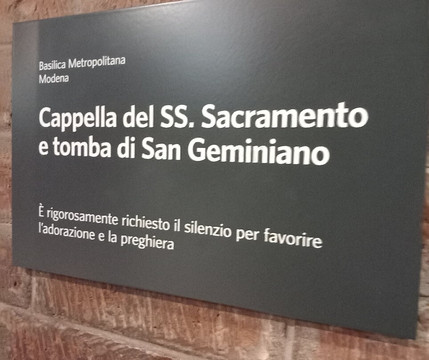 Basilica Metropolitana
Modena
Cappella del SS. Sacramento
e tomba di San Geminiano
È rigorosamente richiesto il silenzio per favorire
l'adorazione e la preghiera